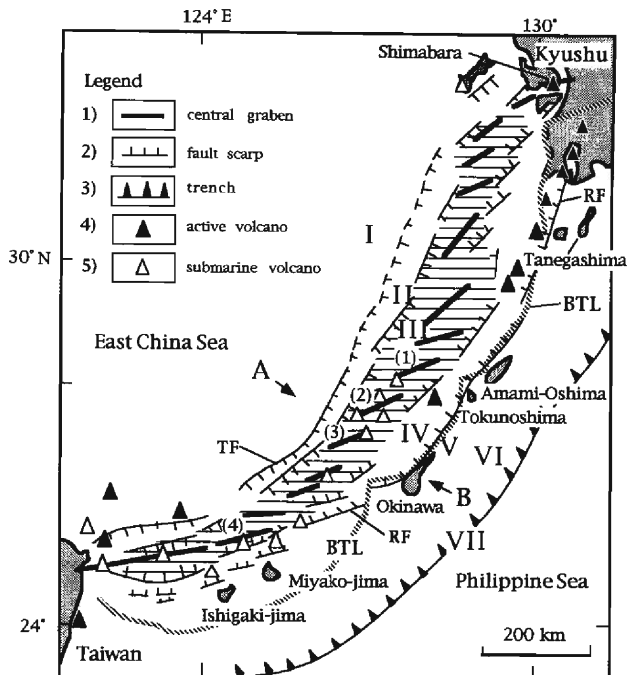 124° E
130°
Shimabara
Kyushu
Legend
1) central graben
2) fault scarp
3) trench
4) active volcano
5) submarine volcano
RF
I
30° N
Tanegashima
II
BTL
III
East China Sea
(1)
A
(2)
Amami-Oshima
Tokunoshima
(3)
IV
V
TF
VI
B
Okinawa
(4)
RF
VII
BTL
Miyako-jima
Philippine Sea
Ishigaki-jima
24°
Taiwan
200 km